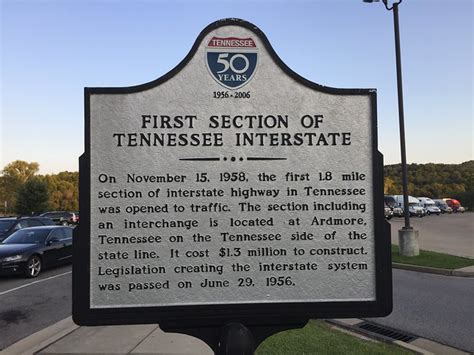 TENNESSEE
50
YEARS
1956-2006
FIRST SECTION OF
TENNESSEE INTERSTATE
On November 15, 1958, the first 1.8 mile
section of interstate highway in Tennessee
was opened to traffic. The section including
an interchange is located at Ardmore,
Tennessee on the Tennessee side of the
state line. It cost $1.3 million to construct.
Legislation creating the interstate system
was passed on June 29, 1956.